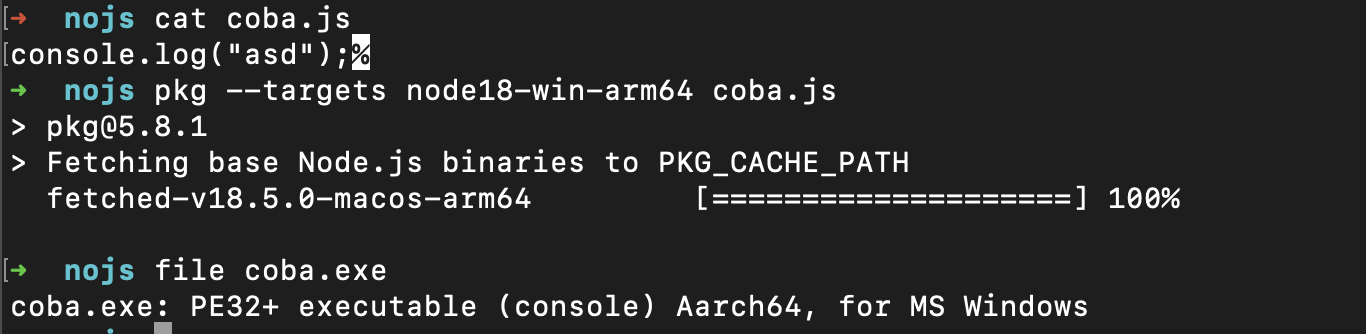 [➜  nojs cat coba.js
[console.log("asd");%
➜  nojs pkg --targets node18-win-arm64 coba.js
> pkg@5.8.1
> Fetching base Node.js binaries to PKG_CACHE_PATH
  fetched-v18.5.0-macos-arm64         [====================] 100%
[➜  nojs file coba.exe
coba.exe: PE32+ executable (console) Aarch64, for MS Windows